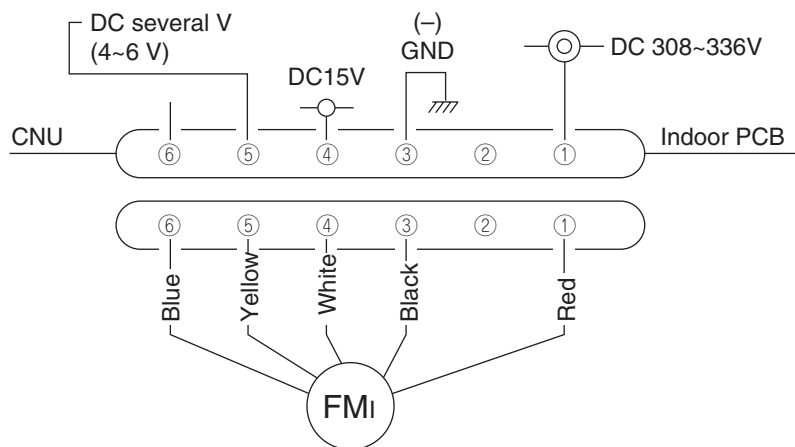 DC several V
(4~6 V)
(–)
GND
DC 308~336V
DC15V
CNU
⑥ ⑤ ④ ③ ② ①
Indoor PCB
⑥ ⑤ ④ ③ ② ①
Blue
Yellow
White
Black
Red
FMI